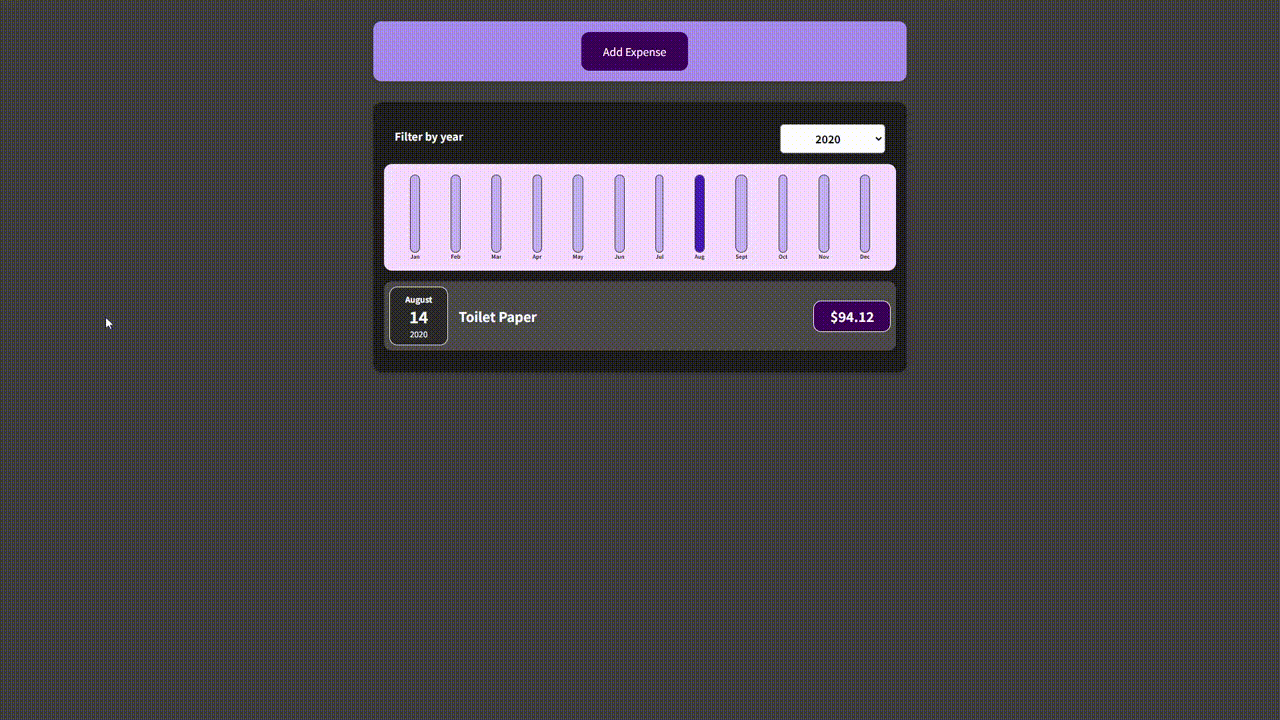 Add Expense
Filter by year
2020
Jan Feb Mar Apr May Jun Jul Aug Sept Oct Nov Dec
August
14
2020
Toilet Paper
$94.12